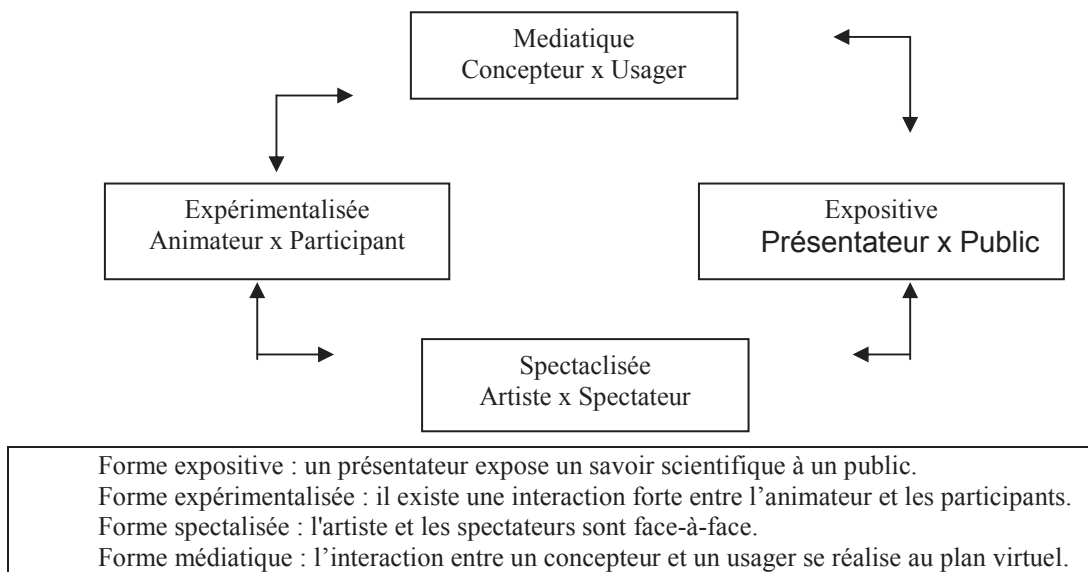 Mediatique
Concepteur x Usager
Expérimentalisée
Animateur x Participant
Expositive
Présentateur x Public
Spectaclisée
Artiste x Spectateur
Forme expositive : un présentateur expose un savoir scientifique à un public.
Forme expérimentalisée : il existe une interaction forte entre l’animateur et les participants.
Forme spectalisée : l'artiste et les spectateurs sont face-à-face.
Forme médiatique : l’interaction entre un concepteur et un usager se réalise au plan virtuel.